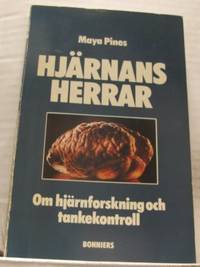 Maya Pines
HJÄRNANS
HERRAR
Om hjärnforskning och
tankekontroll
BONNIERS